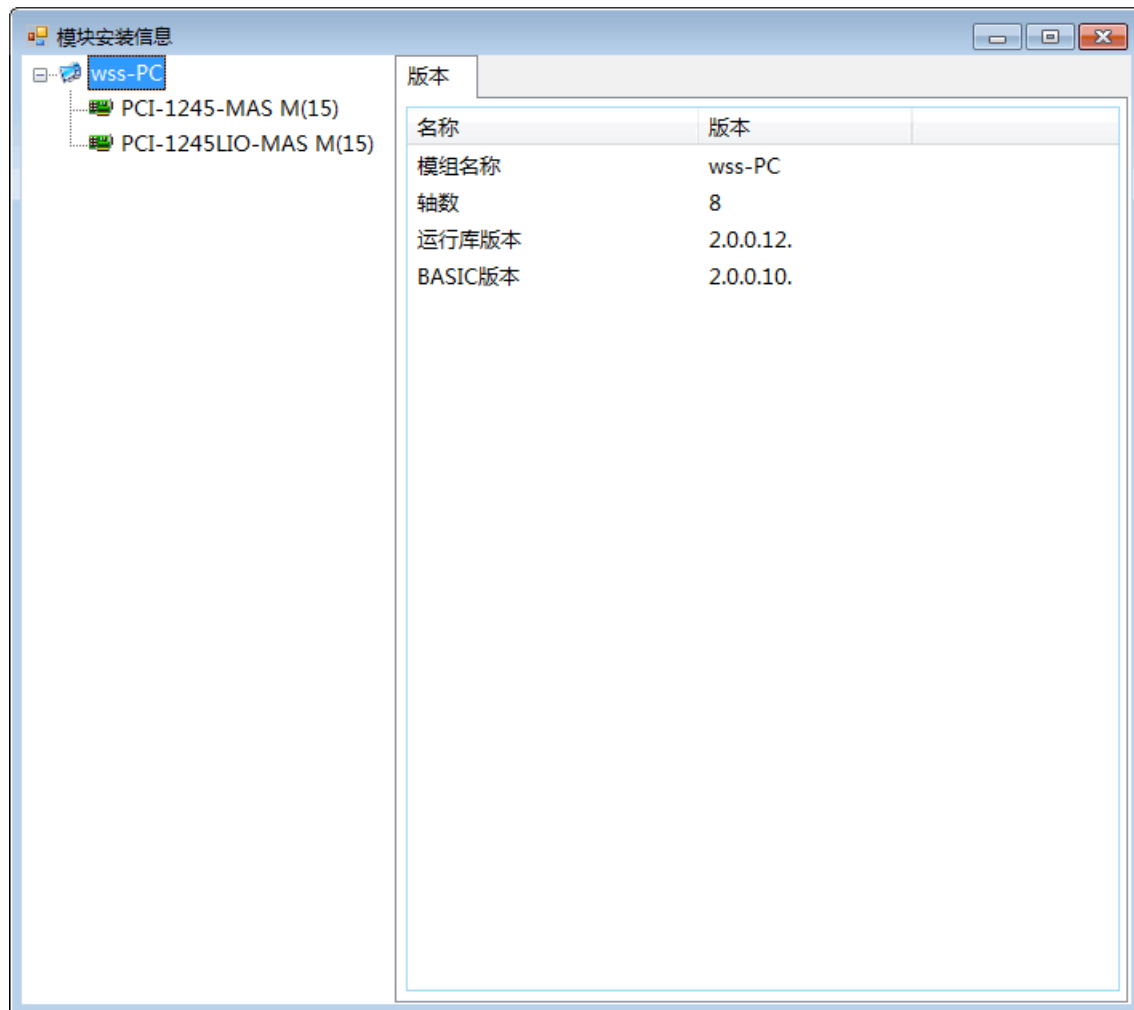 模块安装信息
wss-PC
PCI-1245-MAS M(15)
PCI-1245LIO-MAS M(15)
版本
名称 版本
模组名称 wss-PC
轴数 8
运行库版本 2.0.0.12.
BASIC版本 2.0.0.10.